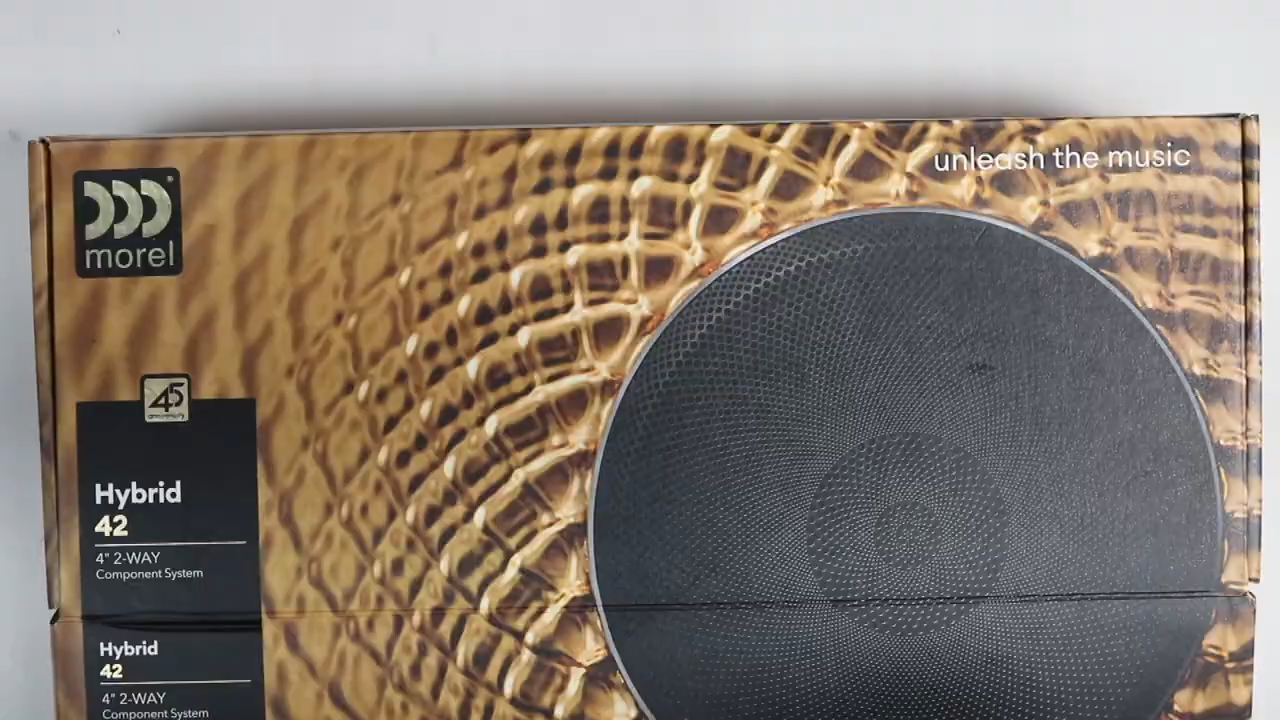 unleash the music
morel
45
anniversary
Hybrid
42
4" 2-WAY
Component System
Hybrid
42
4" 2-WAY
Component System